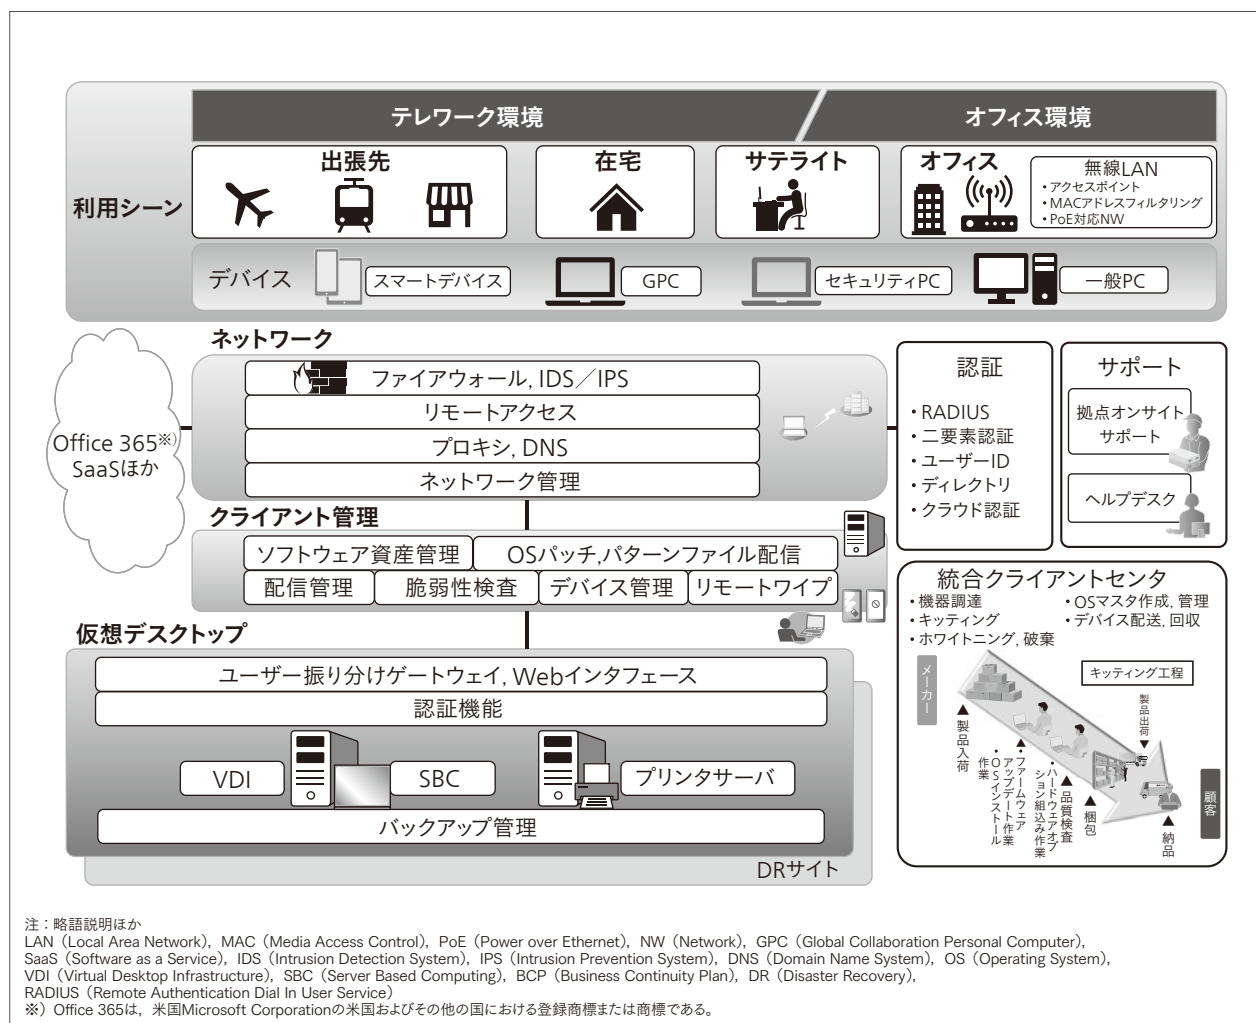 テレワーク環境
オフィス環境
利用シーン
出張先
在宅
サテライト
オフィス
無線LAN
・アクセスポイント
・MACアドレスフィルタリング
・PoE対応NW
デバイス
スマートデバイス
GPC
セキュリティPC
一般PC
Office 365※)
SaaSほか
ネットワーク
ファイアウォール, IDS／IPS
リモートアクセス
プロキシ, DNS
ネットワーク管理
認証
・RADIUS
・二要素認証
・ユーザーID
・ディレクトリ
・クラウド認証
サポート
拠点オンサイト
サポート
ヘルプデスク
クライアント管理
ソフトウェア資産管理
OSパッチ,パターンファイル配信
配信管理
脆弱性検査
デバイス管理
リモートワイプ
仮想デスクトップ
ユーザー振り分けゲートウェイ, Webインタフェース
認証機能
VDI
SBC
プリンタサーバ
バックアップ管理
DRサイト
統合クライアントセンタ
・機器調達
・キッティング
・ホワイトニング, 破棄
・OSマスタ作成, 管理
・デバイス配送, 回収
メーカー
キッティング工程
▲製品入荷
・ファームウェア
アップデート作業
・OSインストール
作業
・ハードウェアオプ
ション組込み作業
▲品質検査
▲梱包
製品出荷▼
▲納品
顧客
注：略語説明ほか
LAN（Local Area Network），MAC（Media Access Control），PoE（Power over Ethernet），NW（Network），GPC（Global Collaboration Personal Computer），
SaaS（Software as a Service），IDS（Intrusion Detection System），IPS（Intrusion Prevention System），DNS（Domain Name System），OS（Operating System），
VDI（Virtual Desktop Infrastructure），SBC（Server Based Computing），BCP（Business Continuity Plan），DR（Disaster Recovery），
RADIUS（Remote Authentication Dial In User Service）
※）Office 365は，米国Microsoft Corporationの米国およびその他の国における登録商標または商標である。